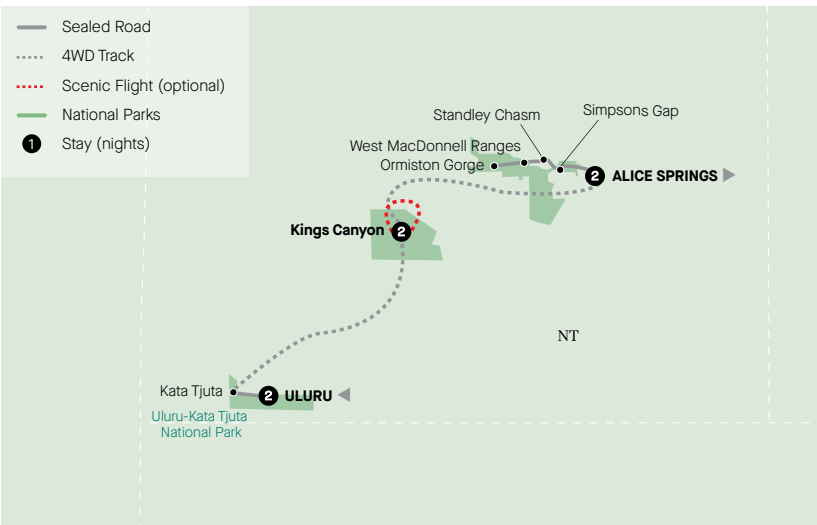 Sealed Road
4WD Track
Scenic Flight (optional)
National Parks
1 Stay (nights)
Standley Chasm
Simpsons Gap
West MacDonnell Ranges
Ormiston Gorge
2 ALICE SPRINGS
Kings Canyon 2
NT
Kata Tjuta
2 ULURU
Uluru-Kata Tjuta
National Park